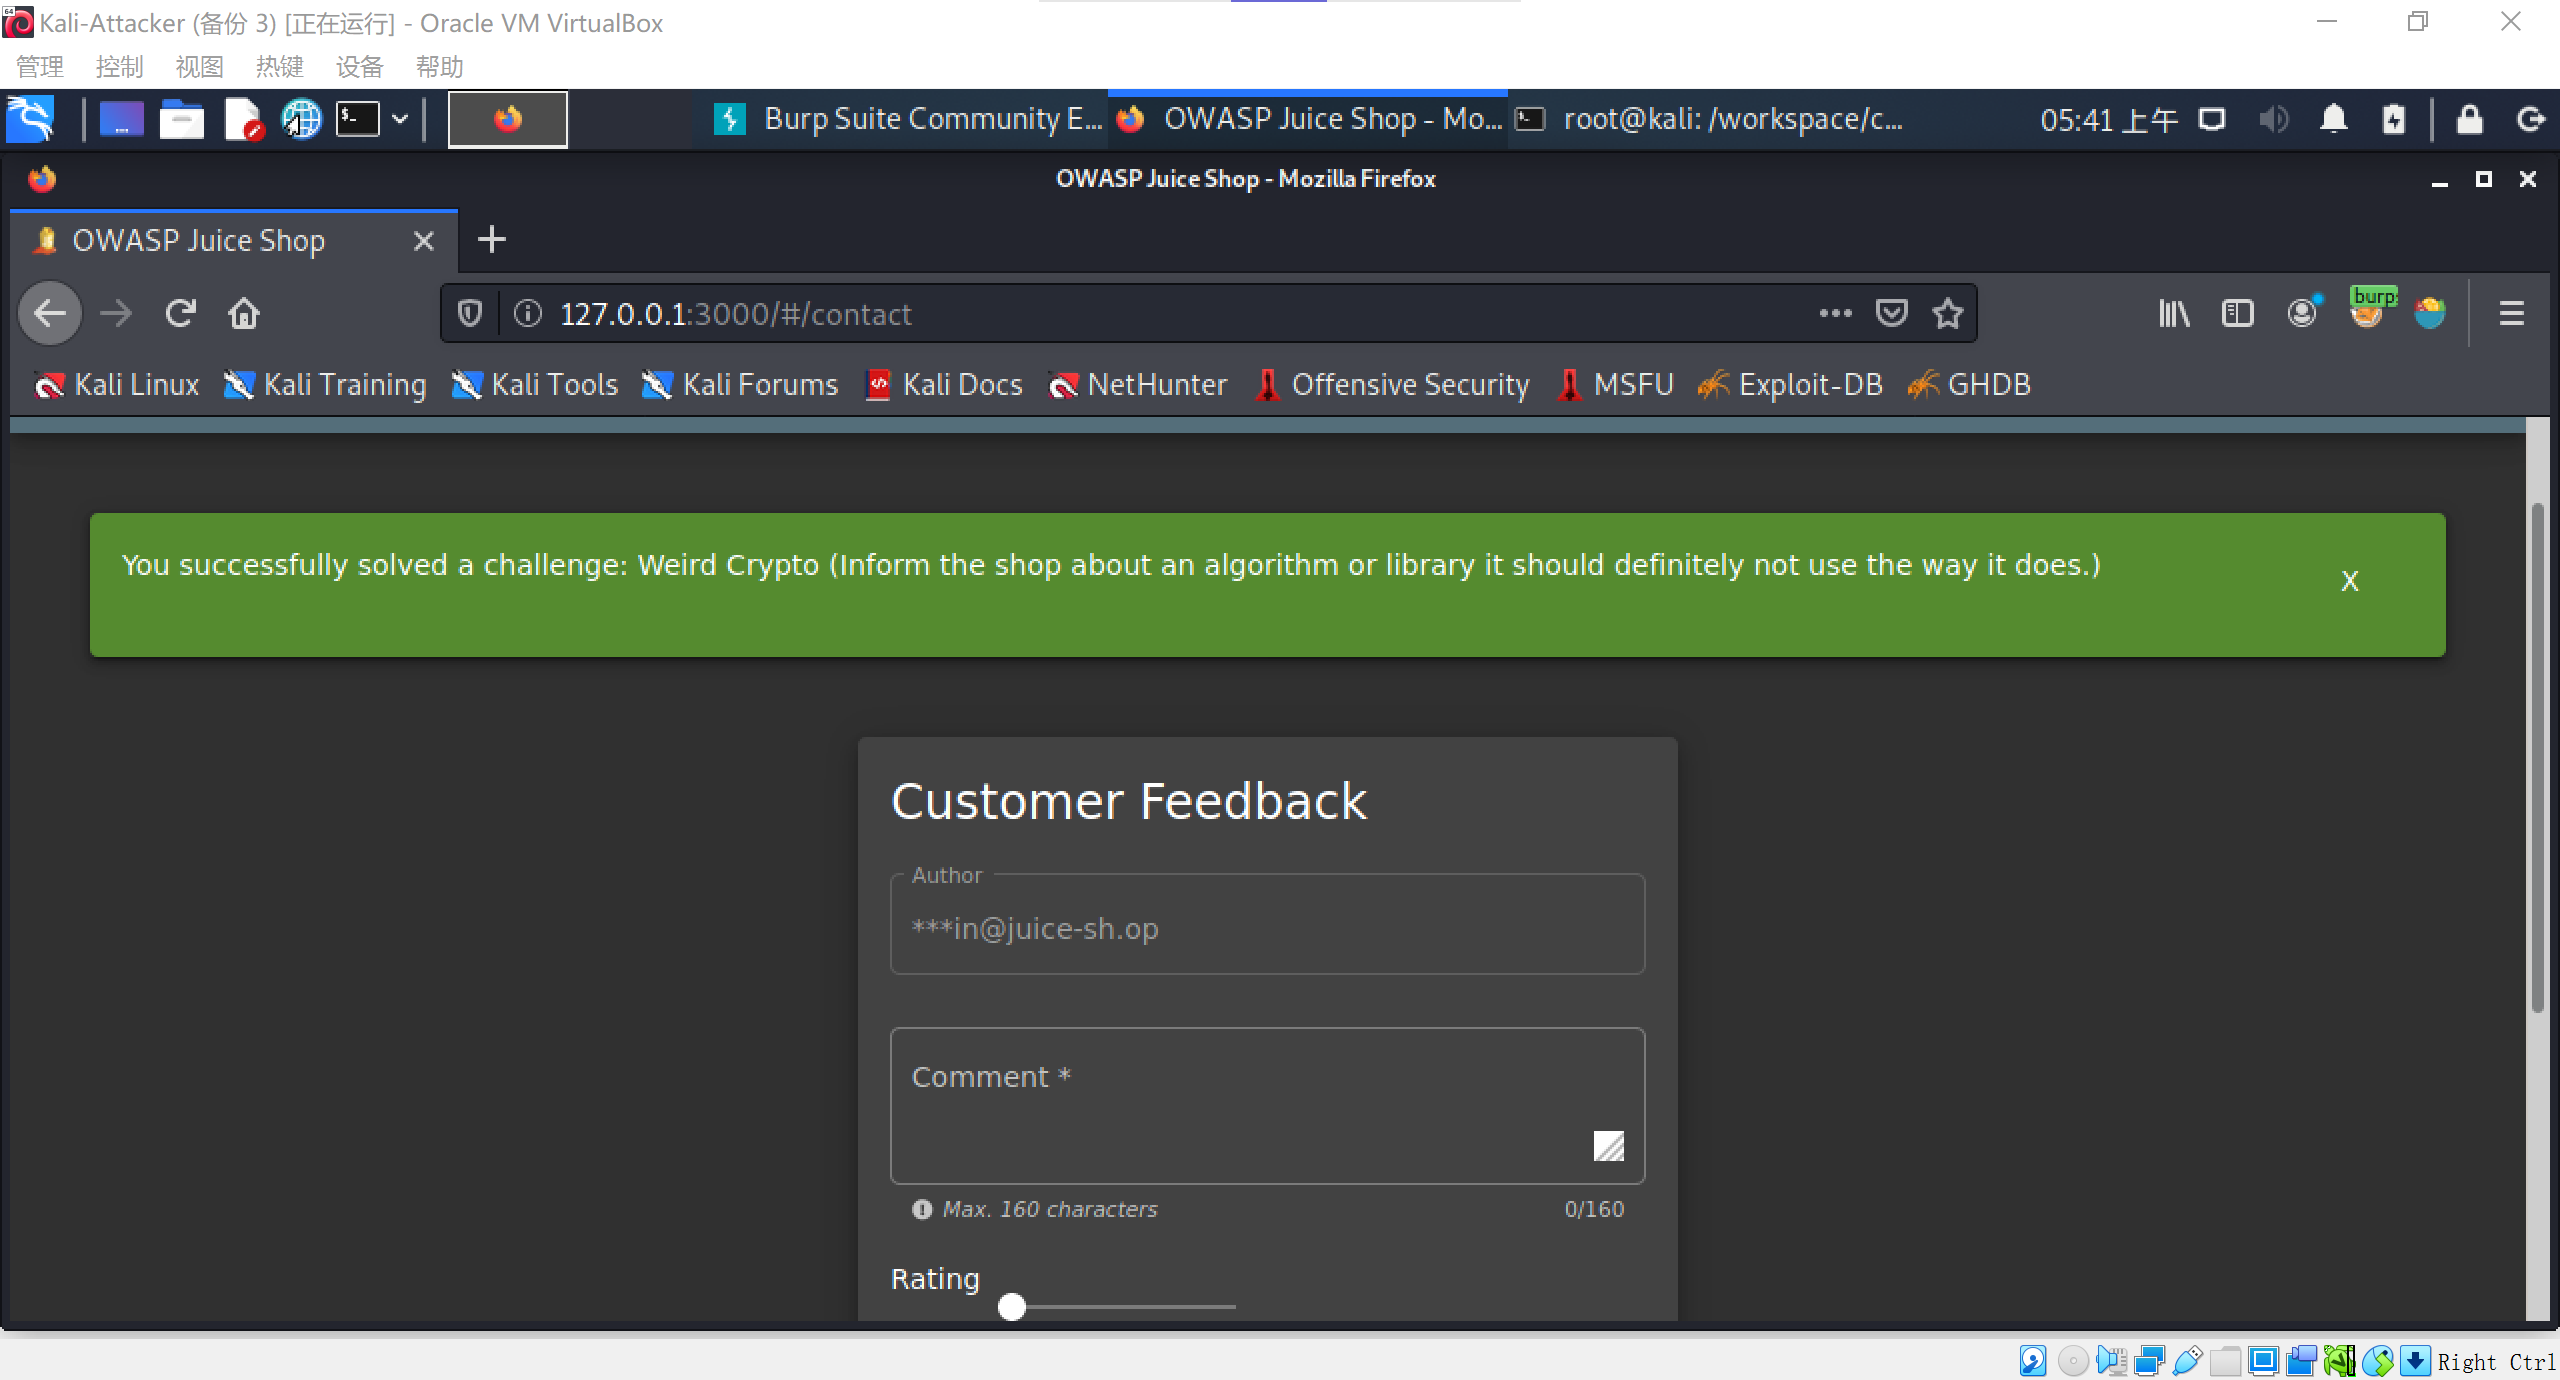 Kali-Attacker (备份 3) [正在运行] - Oracle VM VirtualBox
管理 控制 视图 热键 设备 帮助
Burp Suite Community E... OWASP Juice Shop - Mo... root@kali: /workspace/c... 05:41 上午
OWASP Juice Shop - Mozilla Firefox
OWASP Juice Shop
127.0.0.1:3000/#/contact
burp
Kali Linux Kali Training Kali Tools Kali Forums Kali Docs NetHunter Offensive Security MSFU Exploit-DB GHDB
You successfully solved a challenge: Weird Crypto (Inform the shop about an algorithm or library it should definitely not use the way it does.)
X
Customer Feedback
Author
***in@juice-sh.op
Comment *
Max. 160 characters 0/160
Rating
Right Ctrl